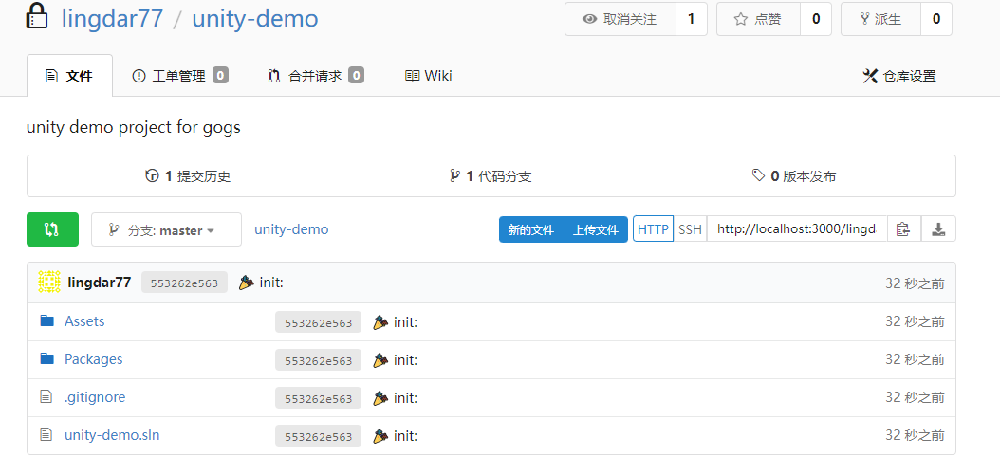 lingdar77 / unity-demo 取消关注 1 点赞 0 派生 0
文件 工单管理 0 合并请求 0 Wiki 仓库设置
unity demo project for gogs
1 提交历史 1 代码分支 0 版本发布
分支: master unity-demo 新的文件 上传文件 HTTP SSH http://localhost:3000/lingd
lingdar77 553262e563 init: 32 秒之前
Assets 553262e563 init: 32 秒之前
Packages 553262e563 init: 32 秒之前
.gitignore 553262e563 init: 32 秒之前
unity-demo.sln 553262e563 init: 32 秒之前